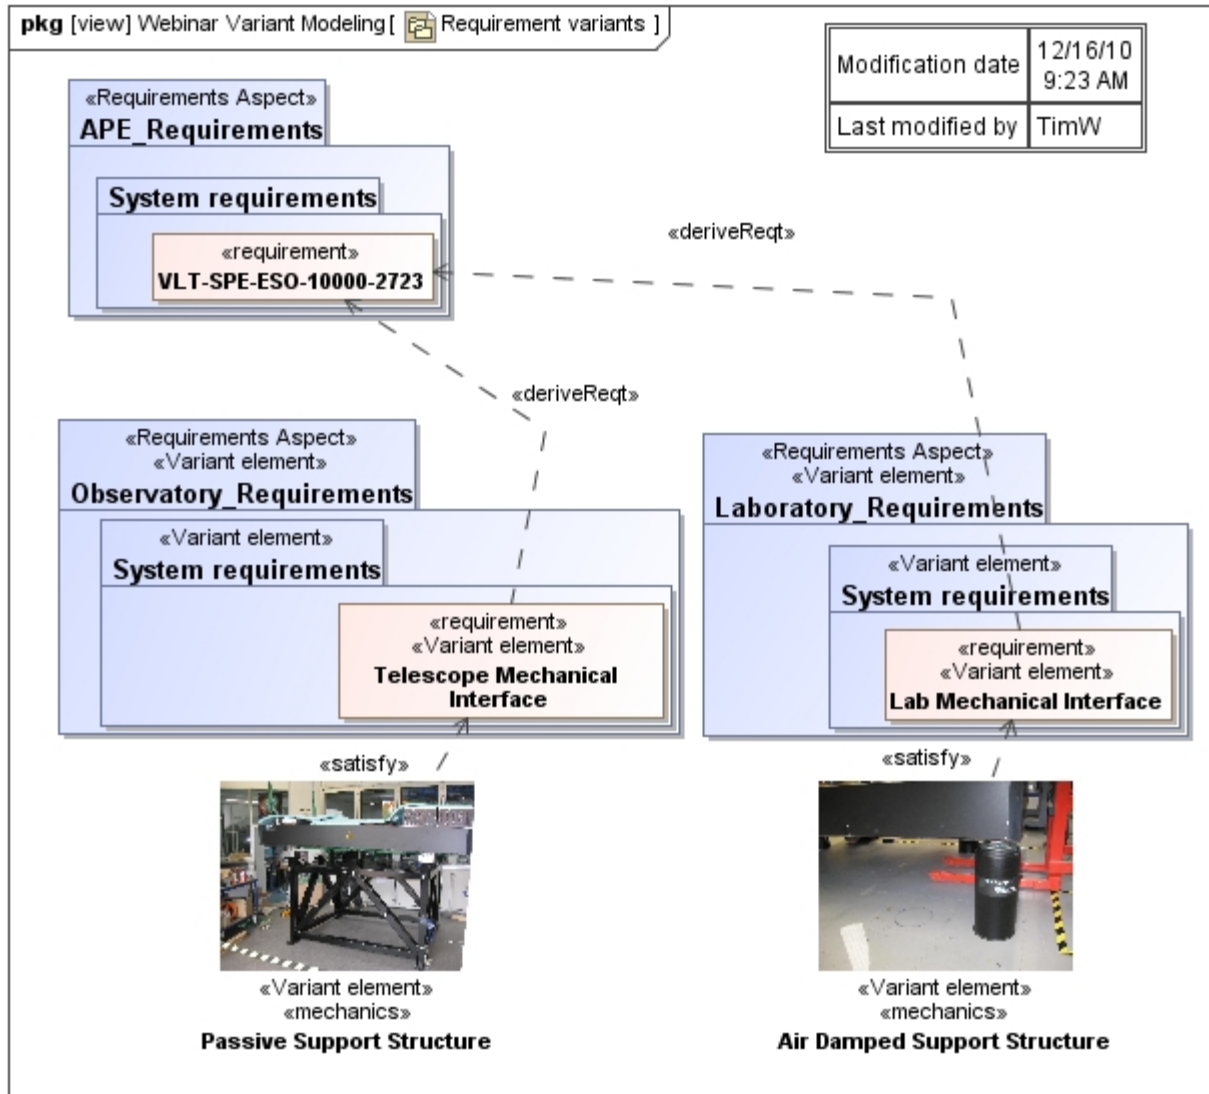 pkg [view] Webinar Variant Modeling [ Requirement variants ]
Modification date
12/16/10
9:23 AM
Last modified by
TimW
«Requirements Aspect»
APE_Requirements
System requirements
«requirement»
VLT-SPE-ESO-10000-2723
«deriveReqt»
«deriveReqt»
«Requirements Aspect»
«Variant element»
Observatory_Requirements
«Variant element»
System requirements
«requirement»
«Variant element»
Telescope Mechanical
Interface
«Requirements Aspect»
«Variant element»
Laboratory_Requirements
«Variant element»
System requirements
«requirement»
«Variant element»
Lab Mechanical Interface
«satisfy»
«satisfy»
«Variant element»
«mechanics»
Passive Support Structure
«Variant element»
«mechanics»
Air Damped Support Structure